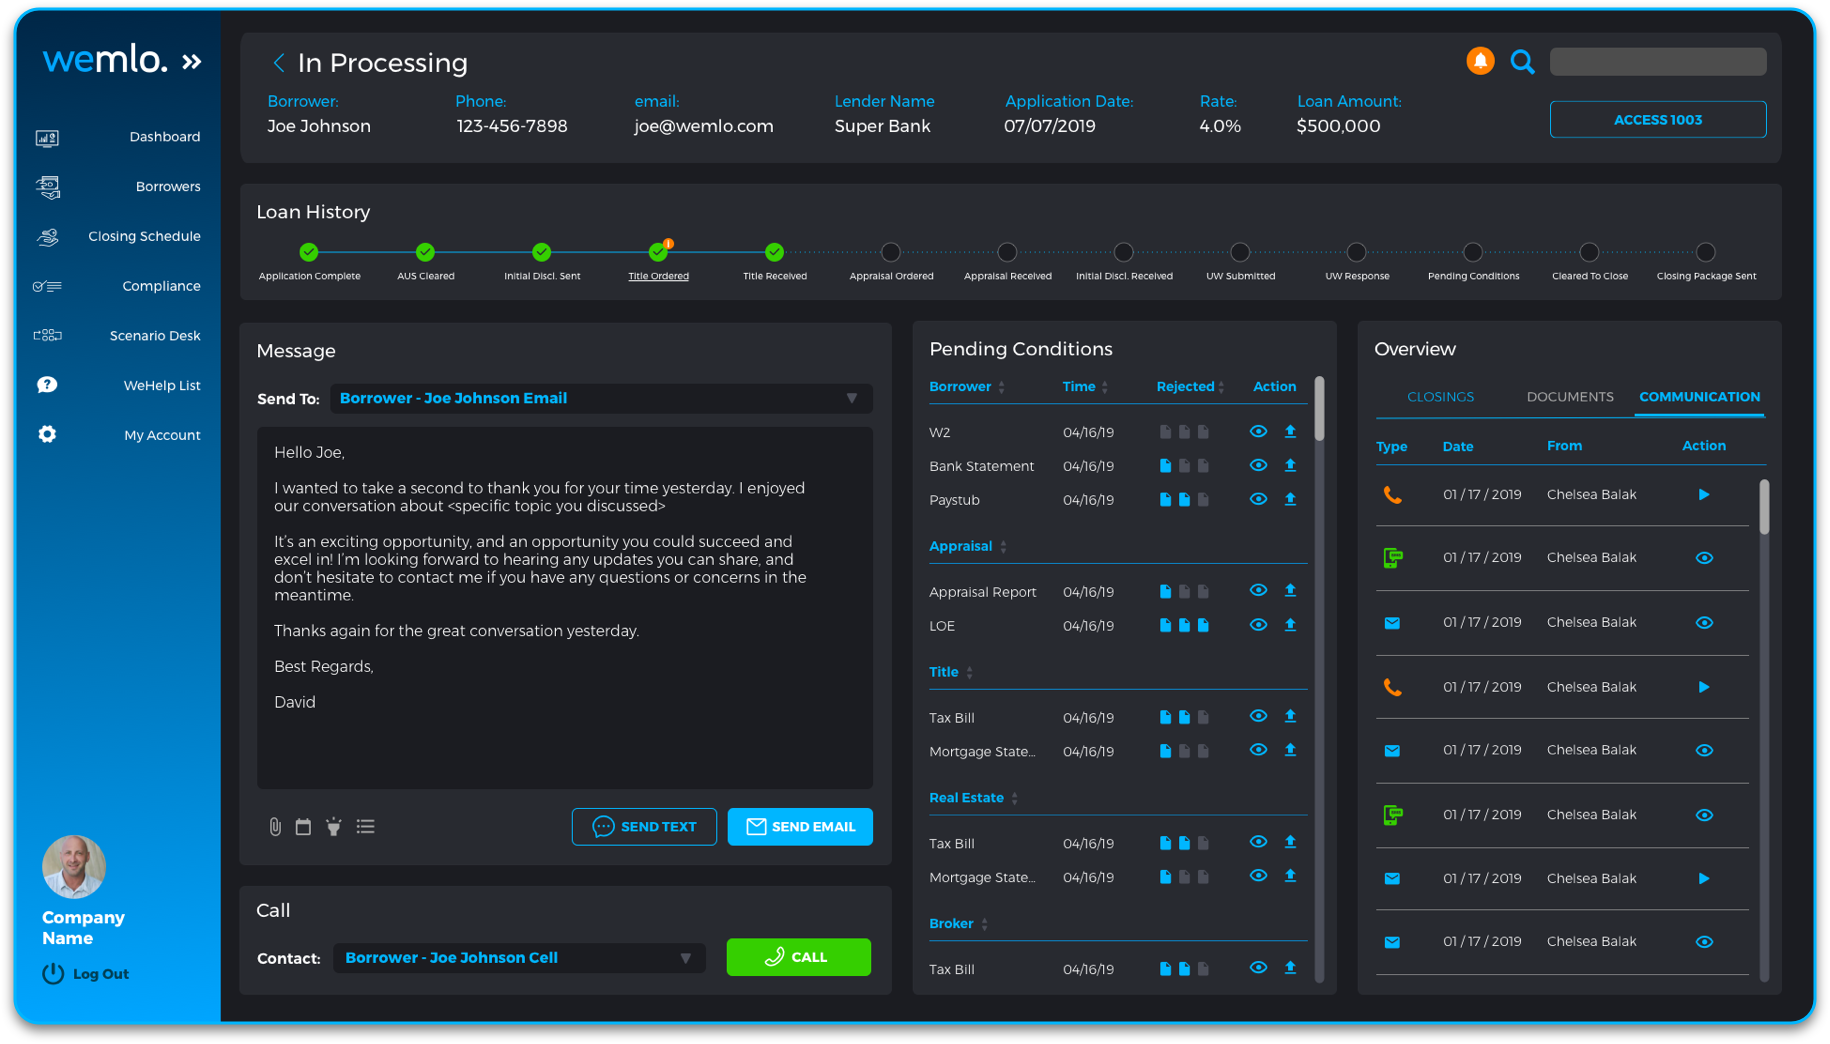 wemlo.
Dashboard
Borrowers
Closing Schedule
Compliance
Scenario Desk
WeHelp List
My Account
Company
Name
Log Out
In Processing
Borrower: Phone: email: Lender Name Application Date: Rate: Loan Amount:
Joe Johnson 123-456-7898 joe@wemlo.com Super Bank 07/07/2019 4.0% $500,000
ACCESS 1003
Loan History
Application Complete AUS Cleared Initial Discl. Sent Title Ordered Title Received Appraisal Ordered Appraisal Received Initial Discl. Received UW Submitted UW Response Pending Conditions Cleared To Close Closing Package Sent
Message
Send To: Borrower - Joe Johnson Email
Hello Joe,
I wanted to take a second to thank you for your time yesterday. I enjoyed
our conversation about <specific topic you discussed>
It's an exciting opportunity, and an opportunity you could succeed and
excel in! I'm looking forward to hearing any updates you can share, and
don't hesitate to contact me if you have any questions or concerns in the
meantime.
Thanks again for the great conversation yesterday.
Best Regards,
David
SEND TEXT
SEND EMAIL
Call
Contact: Borrower - Joe Johnson Cell
CALL
Pending Conditions
Borrower Time Rejected Action
W2 04/16/19
Bank Statement 04/16/19
Paystub 04/16/19
Appraisal
Appraisal Report 04/16/19
LOE 04/16/19
Title
Tax Bill 04/16/19
Mortgage State... 04/16/19
Real Estate
Tax Bill 04/16/19
Mortgage State... 04/16/19
Broker
Tax Bill 04/16/19
Overview
CLOSINGS DOCUMENTS COMMUNICATION
Type Date From Action
01 / 17 / 2019 Chelsea Balak
01 / 17 / 2019 Chelsea Balak
01 / 17 / 2019 Chelsea Balak
01 / 17 / 2019 Chelsea Balak
01 / 17 / 2019 Chelsea Balak
01 / 17 / 2019 Chelsea Balak
01 / 17 / 2019 Chelsea Balak
01 / 17 / 2019 Chelsea Balak